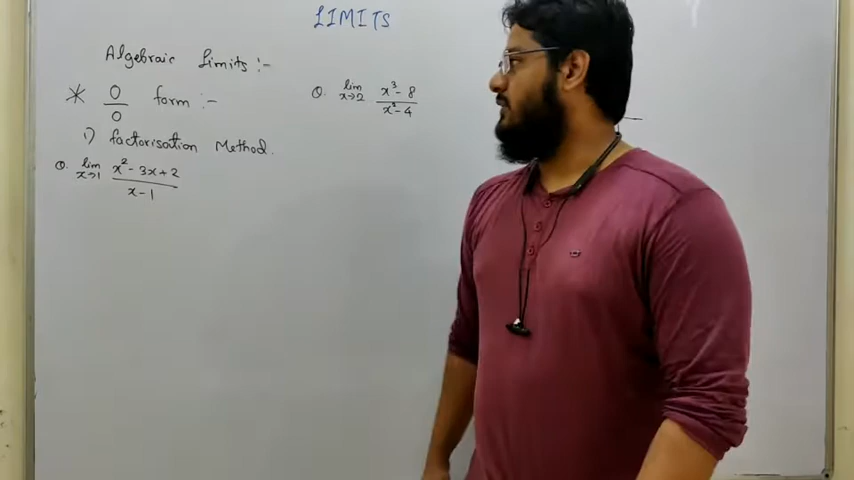 LIMITS
Algebraic Limits :-
* 0/0 form :-
1) factorisation Method.
Q. lim x→1 x² - 3x + 2 / x - 1
Q. lim x→2 x³ - 8 / x² - 4